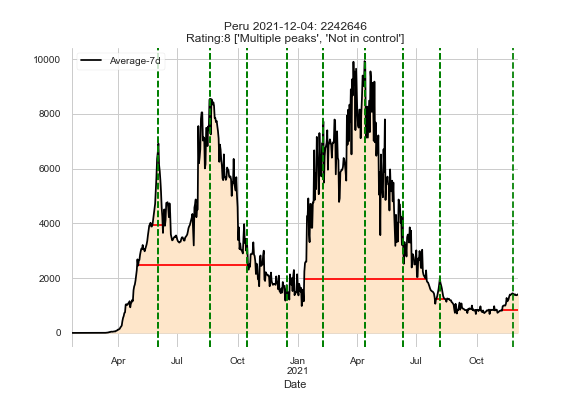 Peru 2021-12-04: 2242646
Rating:8 ['Multiple peaks', 'Not in control']
Average-7d
10000
8000
6000
4000
2000
0
Apr Jul Oct Jan Apr Jul Oct
2021
Date